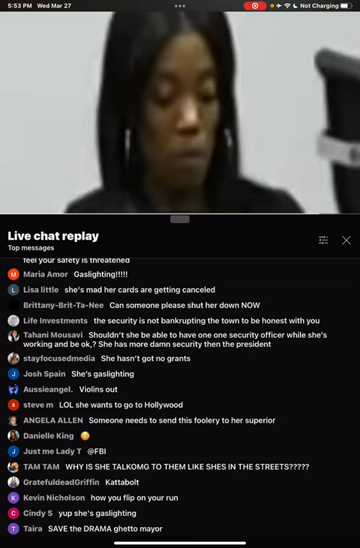 5:53 PM Wed Mar 27
Not Charging
Live chat replay
Top messages
feel your safety is threatened
M Maria Amor Gaslighting!!!!!
L Lisa little she's mad her cards are getting canceled
Brittany-Brit-Ta-Nee Can someone please shut her down NOW
Life Investments the security is not bankrupting the town to be honest with you
Tahani Mousavi Shouldn't she be able to have one one security officer while she's
working and be ok,? She has more damn security then the president
stayfocusedmedia She hasn't got no grants
J Josh Spain She's gaslighting
Aussieangel. Violins out
s steve m LOL she wants to go to Hollywood
ANGELA ALLEN Someone needs to send this foolery to her superior
Danielle King
J Just me Lady T @FBI
TAM TAM WHY IS SHE TALKOMG TO THEM LIKE SHES IN THE STREETS?????
GratefuldeadGriffin Kattabolt
K Kevin Nicholson how you flip on your run
C Cindy S yup she's gaslighting
T Taira SAVE the DRAMA ghetto mayor